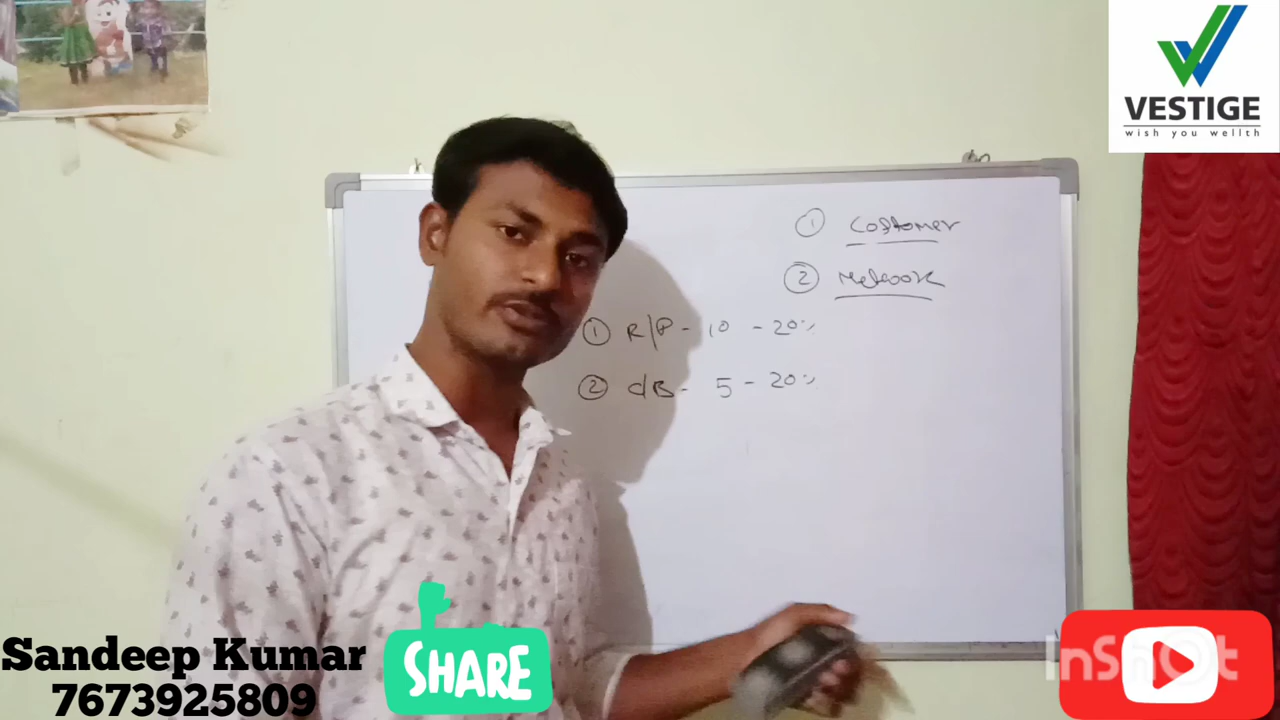 VESTIGE
wish you wellth
① Costomer
② Network
① R/P - 10 - 20%
② dB - 5 - 20%
Sandeep Kumar
7673925809
SHARE
InShOt